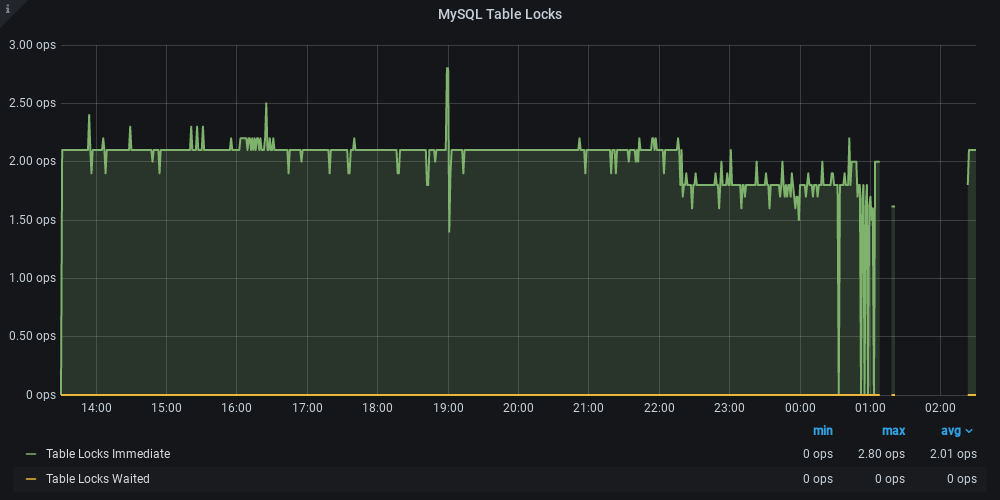 i
MySQL Table Locks
3.00 ops
2.50 ops
2.00 ops
1.50 ops
1.00 ops
0.50 ops
0 ops
14:00 15:00 16:00 17:00 18:00 19:00 20:00 21:00 22:00 23:00 00:00 01:00 02:00
min max avg
Table Locks Immediate 0 ops 2.80 ops 2.01 ops
Table Locks Waited 0 ops 0 ops 0 ops